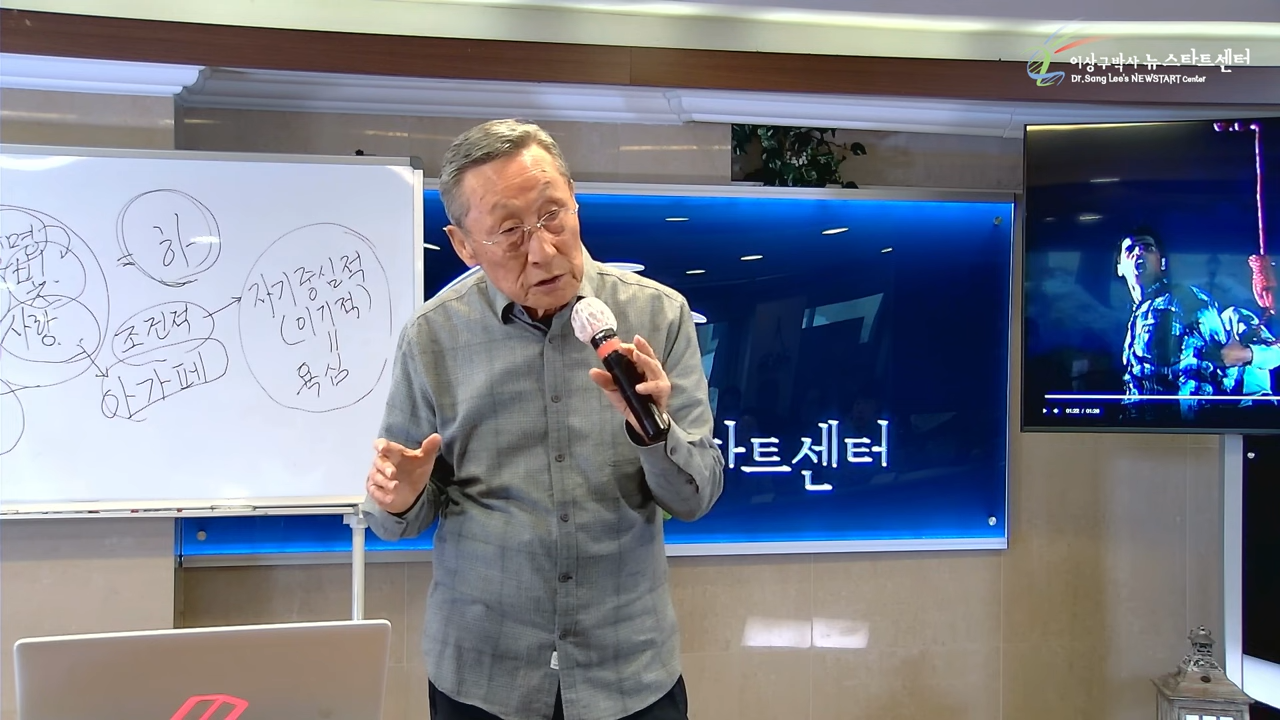 이상구박사 뉴스타트센터
Dr. Sang Lee's NEWSTART Center
하
사랑
조건적
아가페
자기중심적
(이기적)
=
욕심
타트센터
01:22 / 01:28